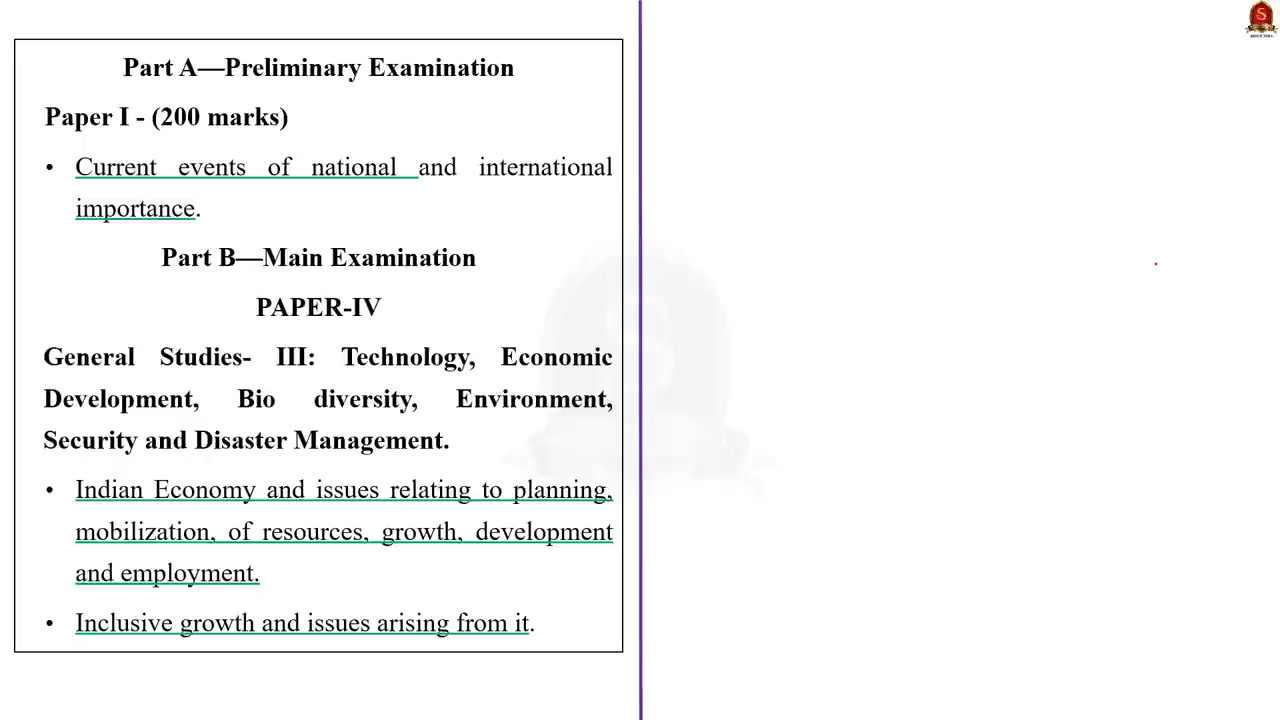 Part A—Preliminary Examination
Paper I - (200 marks)
• Current events of national and international
importance.
Part B—Main Examination
PAPER-IV
General Studies- III: Technology, Economic
Development, Bio diversity, Environment,
Security and Disaster Management.
• Indian Economy and issues relating to planning,
mobilization, of resources, growth, development
and employment.
• Inclusive growth and issues arising from it.
S